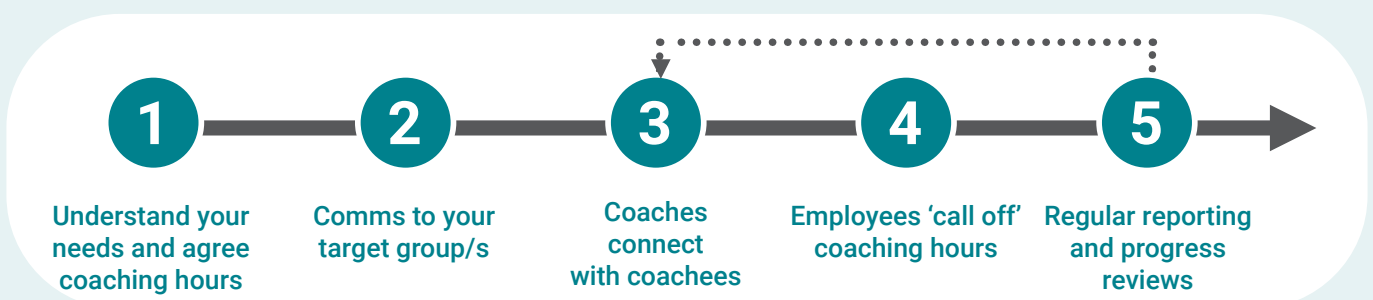 1
2
3
4
5
Understand your
needs and agree
coaching hours
Comms to your
target group/s
Coaches
connect
with coachees
Employees ‘call off’
coaching hours
Regular reporting
and progress
reviews